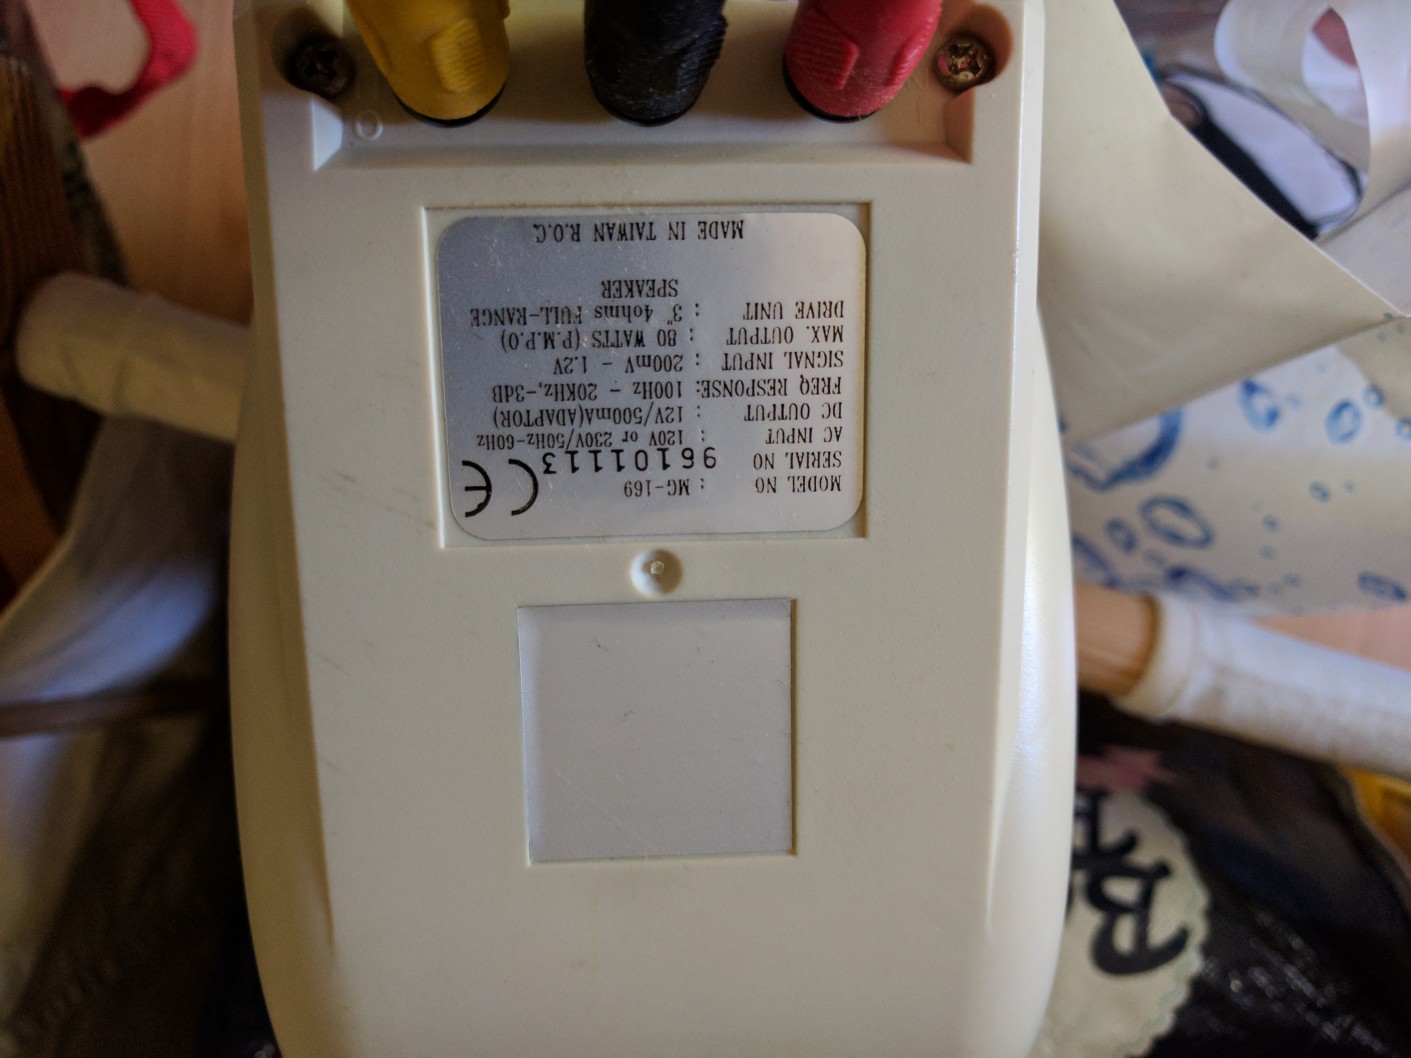 MODEL NO : MG-169
SERIAL NO 96101113
AC INPUT : 120V or 230V/50Hz-60Hz
DC OUTPUT : 12V/500mA(ADAPTOR)
FREQ RESPONSE: 100Hz - 20KHz,-3dB
SIGNAL INPUT : 200mV - 1.2V
MAX. OUTPUT : 80 WATTS (P.M.P.O)
DRIVE UNIT : 3" 4ohms FULL-RANGE
SPEAKER
MADE IN TAIWAN R.O.C.
CE